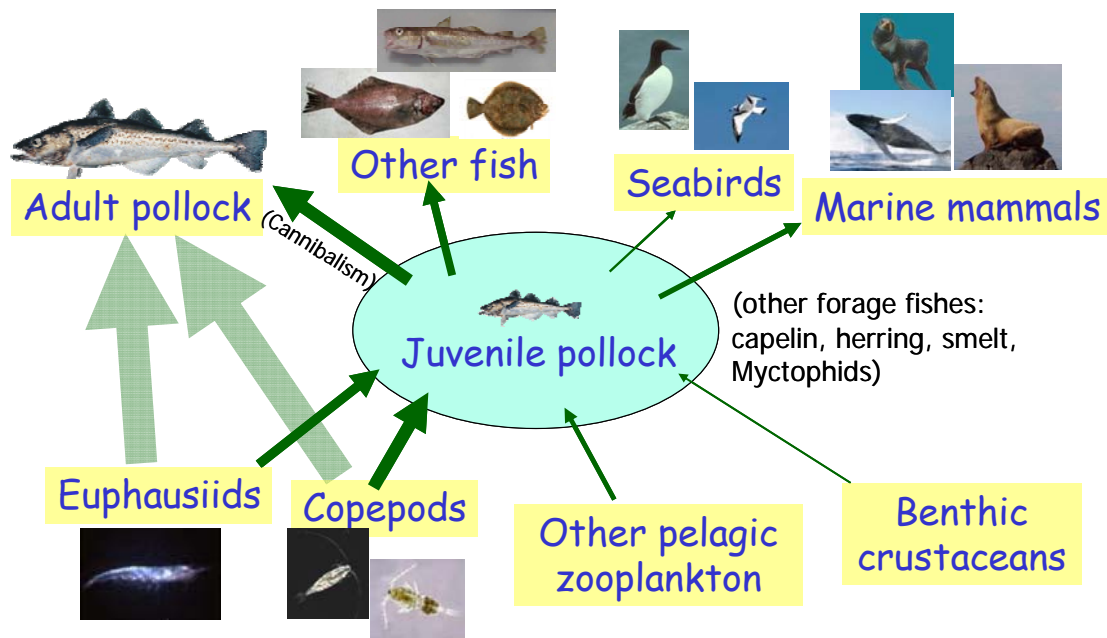 Other fish
Seabirds
Adult pollock
Marine mammals
(Cannibalism)
Juvenile pollock
(other forage fishes:
capelin, herring, smelt,
Myctophids)
Euphausiids
Copepods
Other pelagic
zooplankton
Benthic
crustaceans